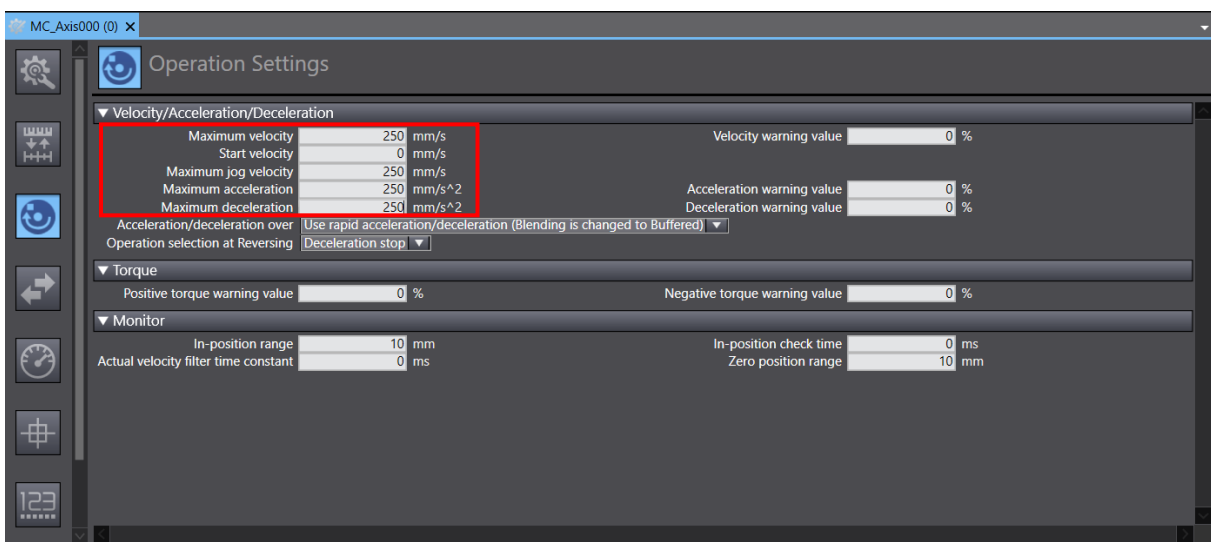 MC_Axis000 (0) ×
Operation Settings
▼ Velocity/Acceleration/Deceleration
Maximum velocity 250 mm/s Velocity warning value 0 %
Start velocity 0 mm/s
Maximum jog velocity 250 mm/s
Maximum acceleration 250 mm/s^2 Acceleration warning value 0 %
Maximum deceleration 250 mm/s^2 Deceleration warning value 0 %
Acceleration/deceleration over Use rapid acceleration/deceleration (Blending is changed to Buffered) ▼
Operation selection at Reversing Deceleration stop ▼
▼ Torque
Positive torque warning value 0 % Negative torque warning value 0 %
▼ Monitor
In-position range 10 mm In-position check time 0 ms
Actual velocity filter time constant 0 ms Zero position range 10 mm
123